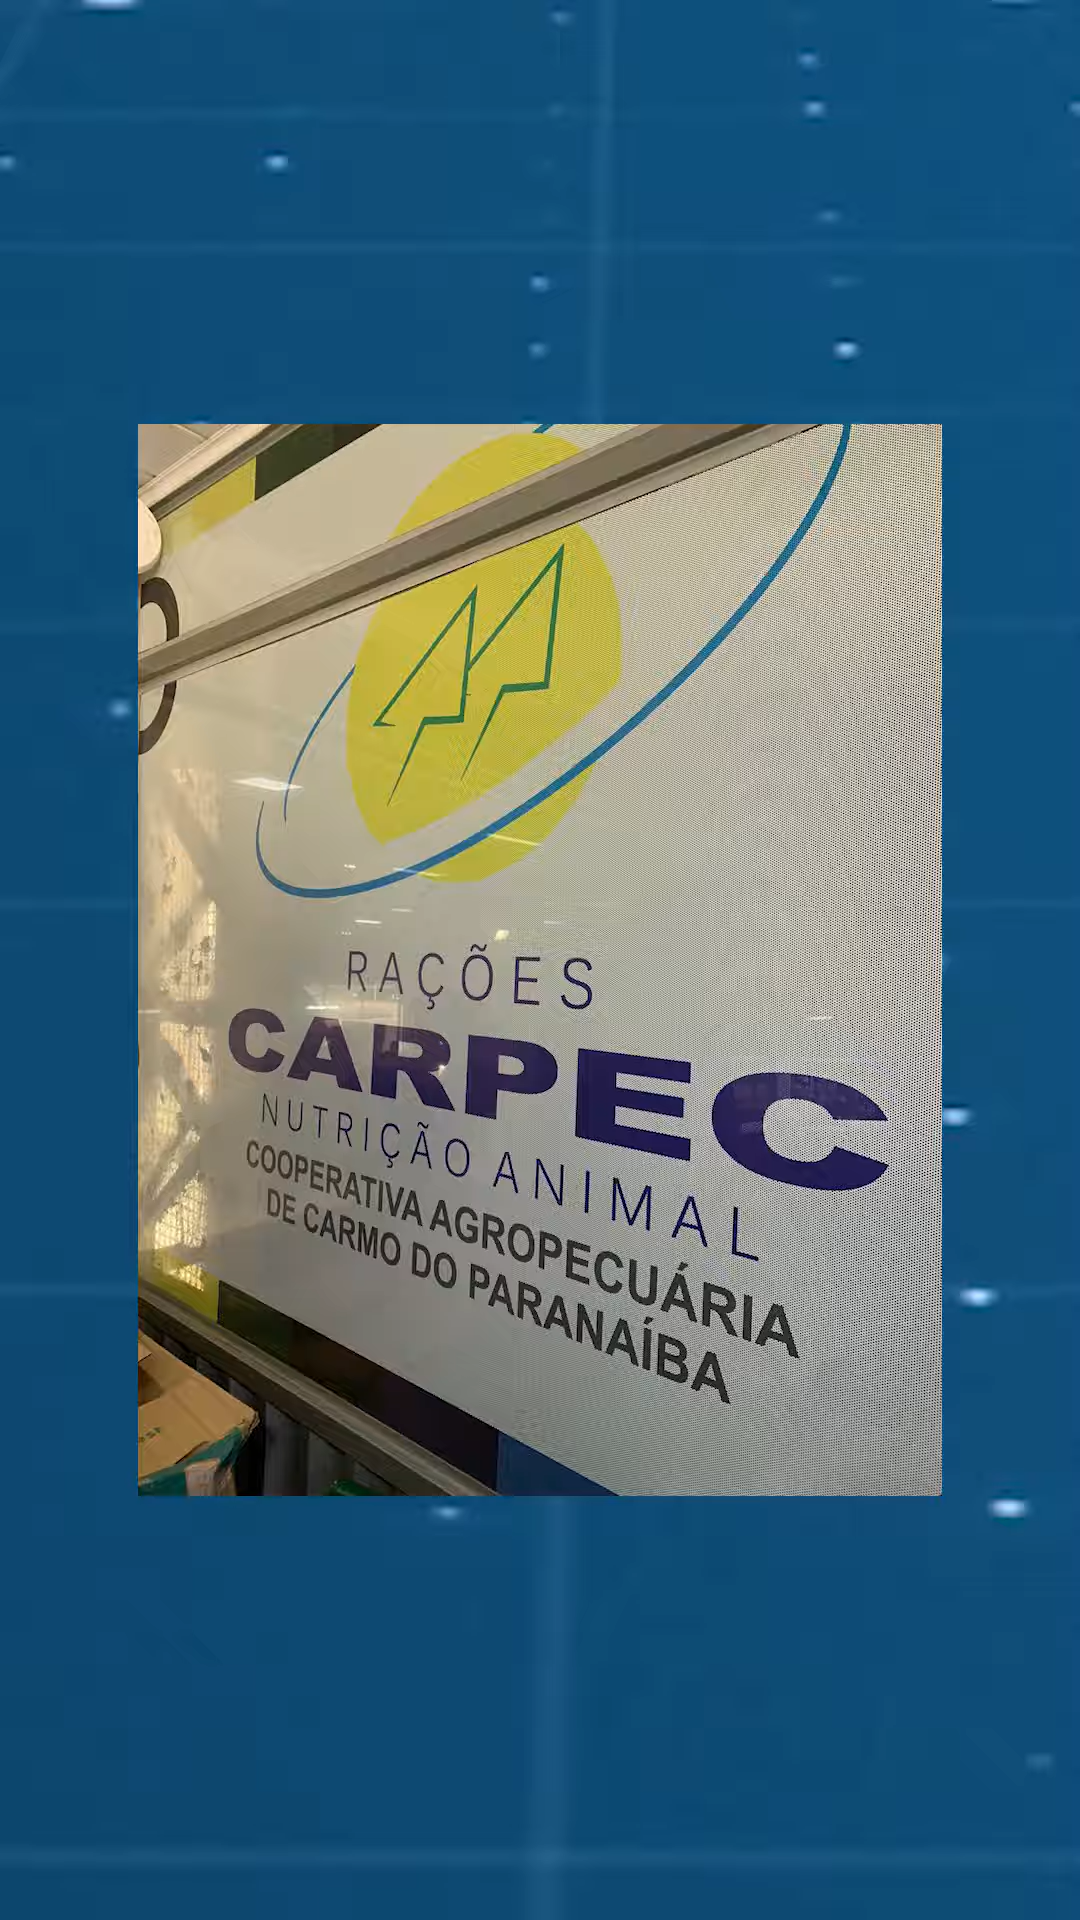 RAÇÕES
CARPEC
NUTRIÇÃO ANIMAL
COOPERATIVA AGROPECUÁRIA
DE CARMO DO PARANAÍBA